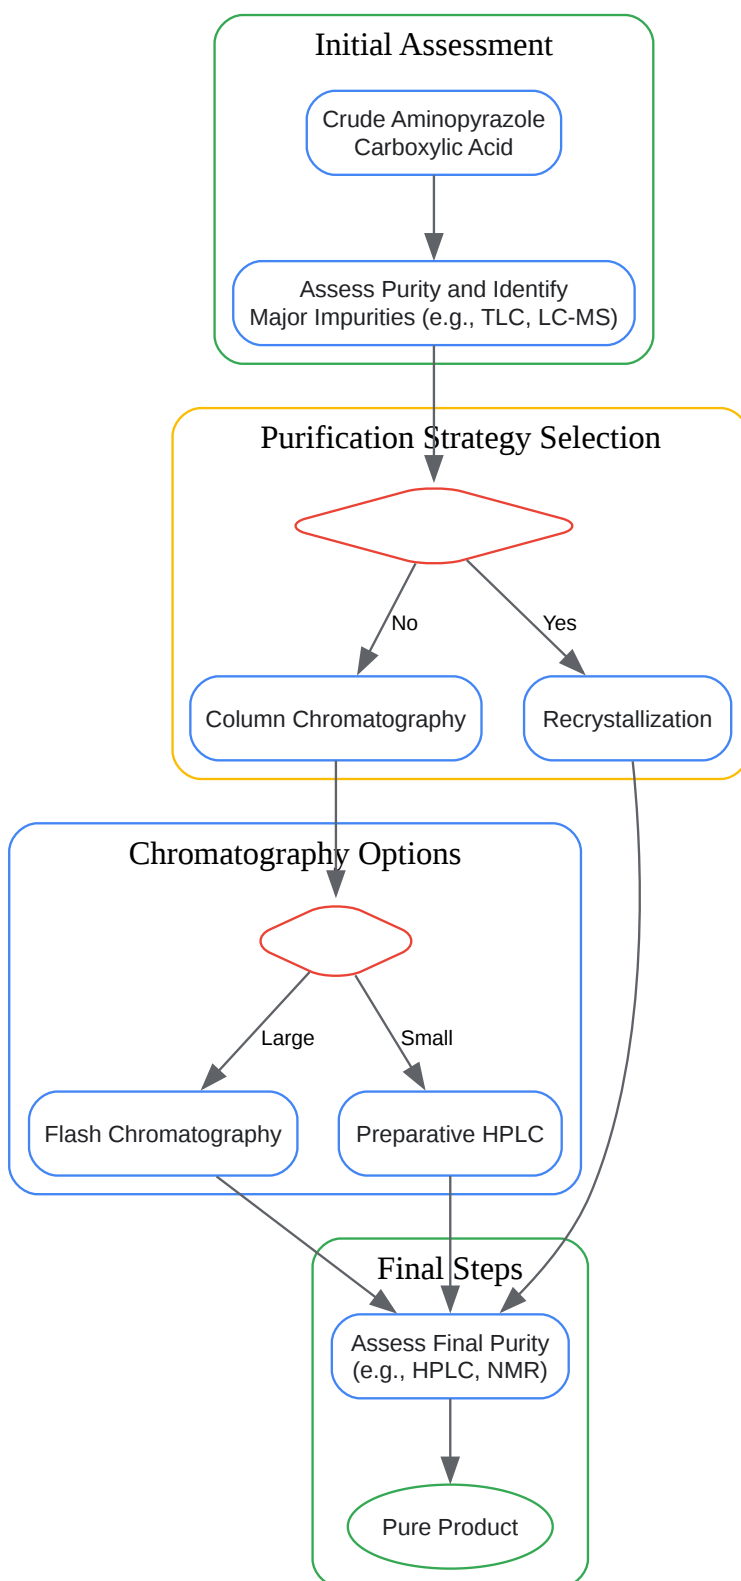 Initial Assessment
Crude Aminopyrazole
Carboxylic Acid
Assess Purity and Identify
Major Impurities (e.g., TLC, LC-MS)
Purification Strategy Selection
No
Yes
Column Chromatography
Recrystallization
Chromatography Options
Large
Small
Flash Chromatography
Preparative HPLC
Final Steps
Assess Final Purity
(e.g., HPLC, NMR)
Pure Product